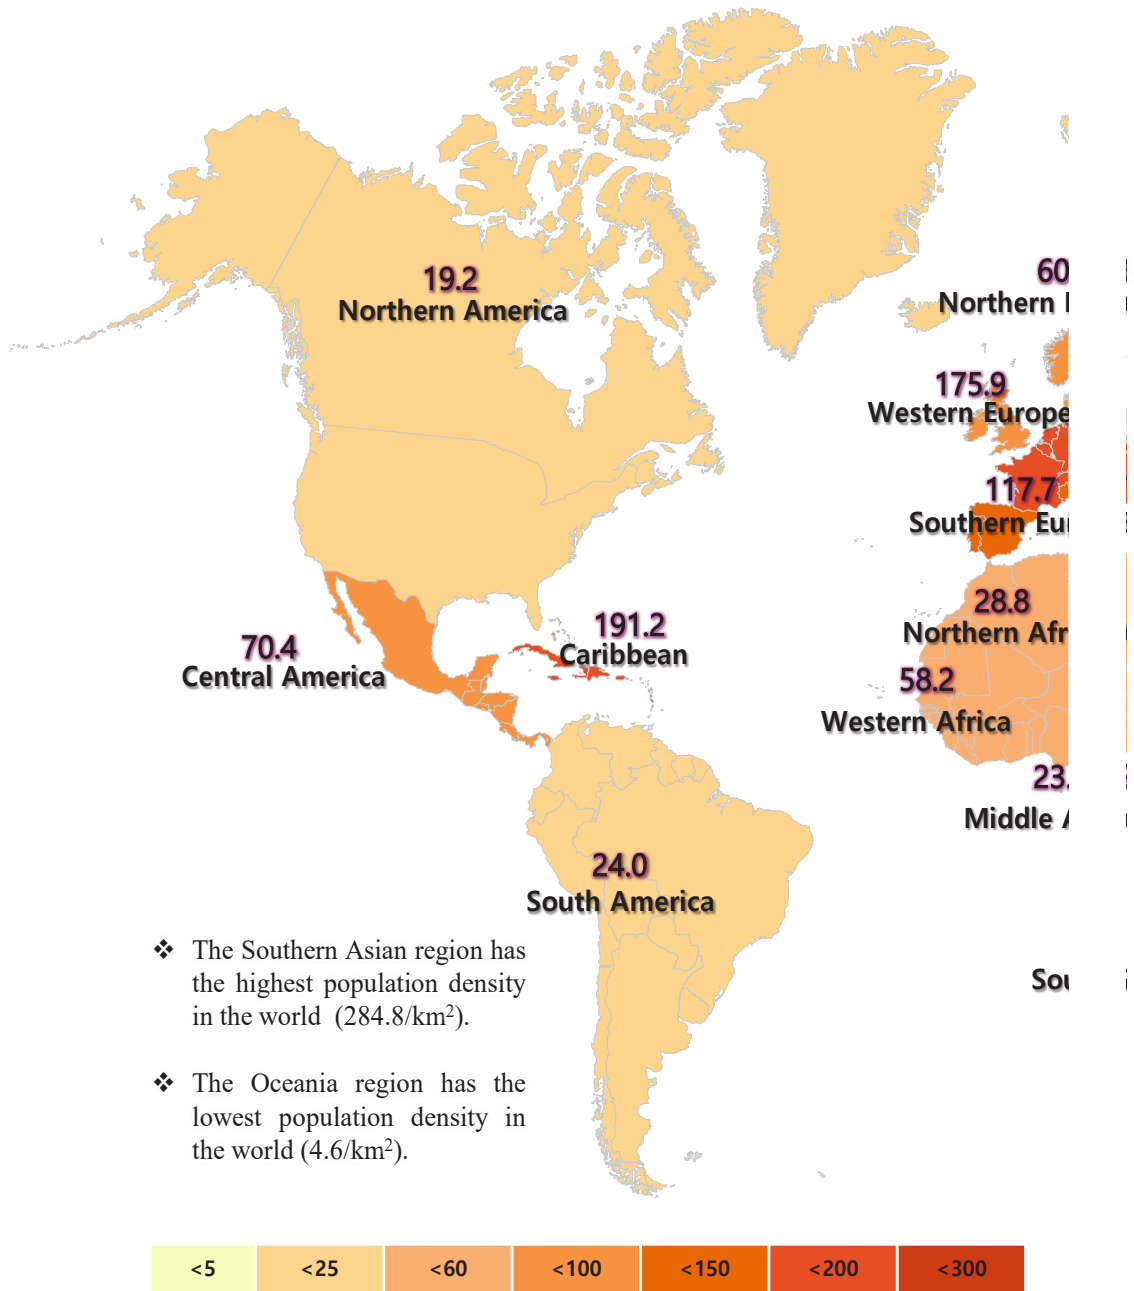 19.2
Northern America
60
Northern
175.9
Western Europe
117.7
Southern Eur
28.8
Northern Afr
191.2
Caribbean
70.4
Central America
58.2
Western Africa
23.
Middle
24.0
South America
❖ The Southern Asian region has
the highest population density
in the world (284.8/km²).
Sou
❖ The Oceania region has the
lowest population density in
the world (4.6/km²).
<5 <25 <60 <100 <150 <200 <300